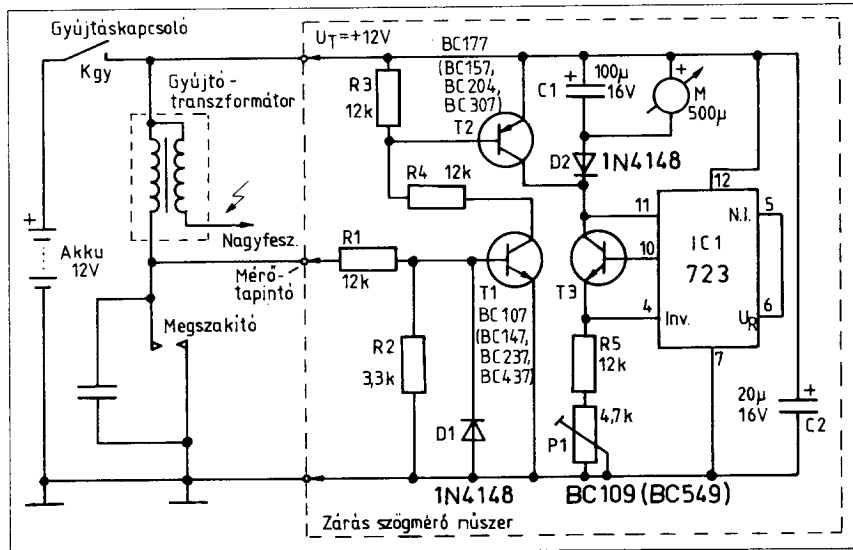 Gyújtáskapcsoló
Kgy
Gyújtó-
transzformátor
Nagyfesz.
+
Akku
12V
Megszakító
Mérő-
tapintó
U_T=+12V
R3
12k
BC177
(BC157,
BC204,
BC307)
T2
R4
12k
R1
12k
R2
3,3k
D1
1N4148
T1
BC107
(BC147,
BC237,
BC437)
+
100µ
16V
C1
+
M
500µ
D2
1N4148
T3
R5
12k
4,7k
P1
BC109 (BC549)
12
11
N.I.
5
IC1
10
723
4
Inv.
U_R
6
7
20µ
16V
+
C2
Zárás szögmérő műszer